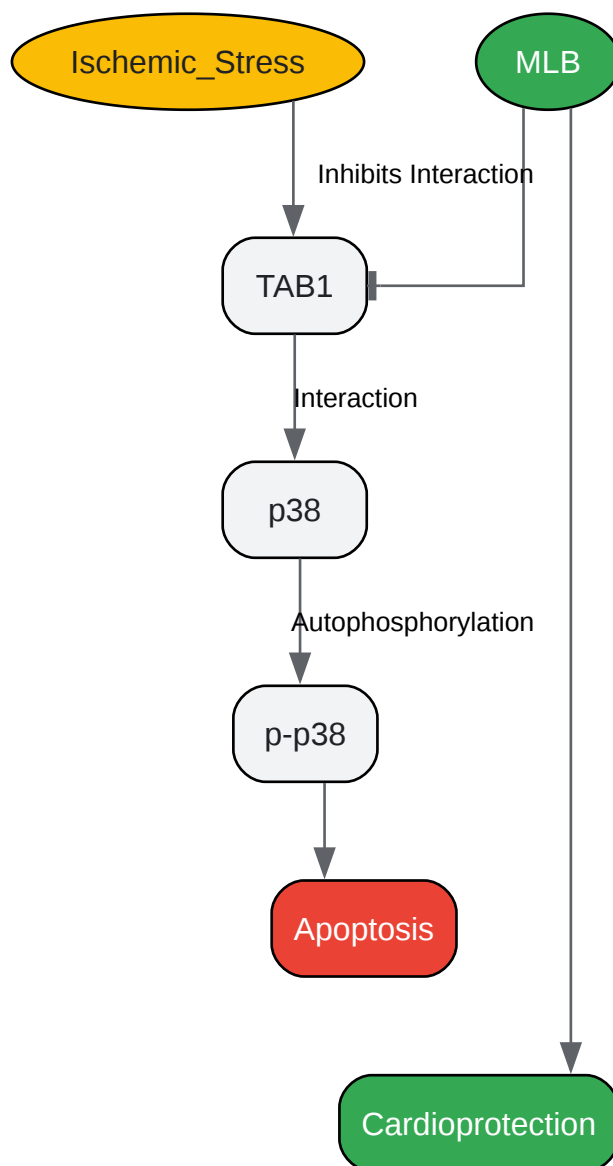 Ischemic_Stress
MLB
Inhibits Interaction
TAB1
Interaction
p38
Autophosphorylation
p-p38
Apoptosis
Cardioprotection